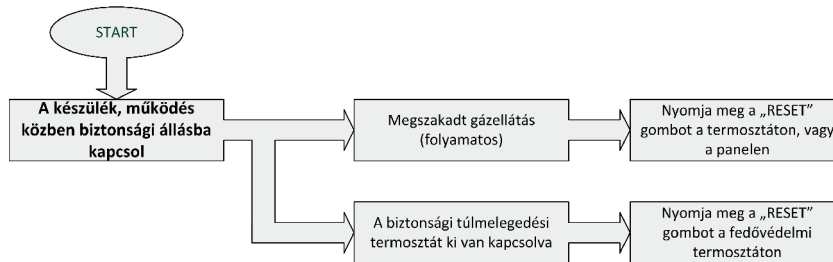 START
A készülék, működés
közben biztonsági állásba
kapcsol
Megszakadt gázellátás
(folyamatos)
Nyomja meg a „RESET”
gombot a termosztáton, vagy
a panelen
A biztonsági túlmelegedési
termosztát ki van kapcsolva
Nyomja meg a „RESET”
gombot a fedővédelmi
termosztáton